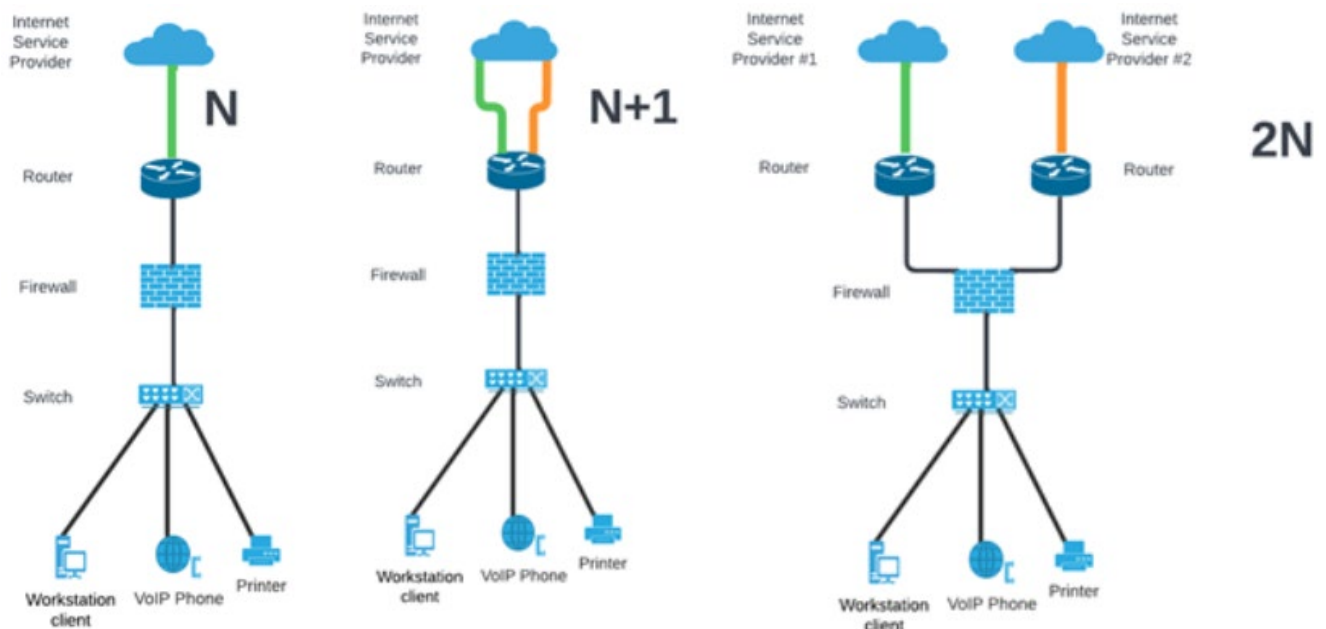 Internet
Service
Provider
N
Router
Firewall
Switch
Workstation
client
VoIP Phone
Printer
Internet
Service
Provider
N+1
Router
Firewall
Switch
Workstation
client
VoIP Phone
Printer
Internet
Service
Provider #1
Internet
Service
Provider #2
2N
Router
Router
Firewall
Switch
Workstation
client
VoIP Phone
Printer